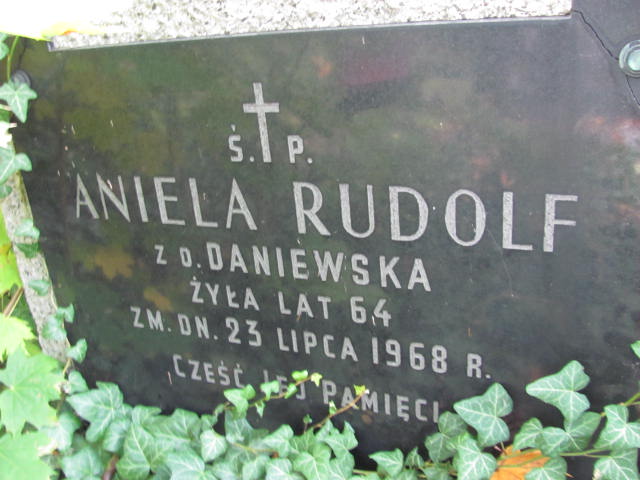 Ś. P.
ANIELA RUDOLF
Z D. DANIEWSKA
ŻYŁA LAT 64
ZM. DN. 23 LIPCA 1968 R.
CZEŚĆ JEJ PAMIĘCI